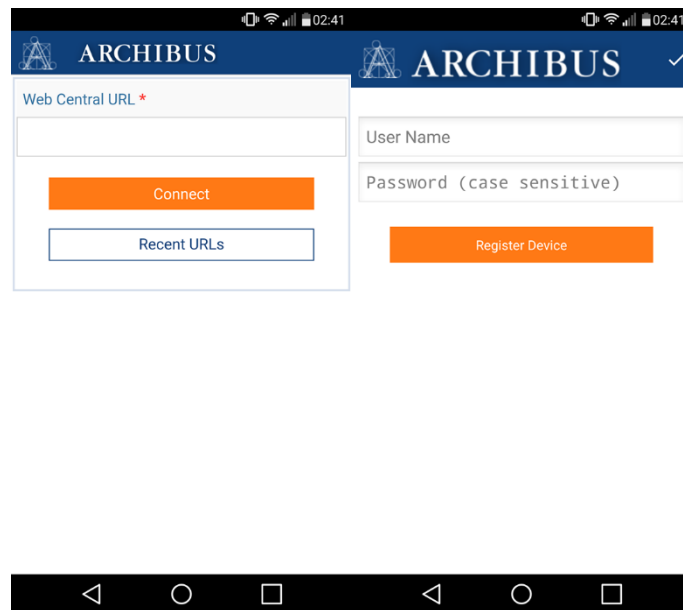 02:41
ARCHIBUS
Web Central URL *
Connect
Recent URLs
02:41
ARCHIBUS
User Name
Password (case sensitive)
Register Device